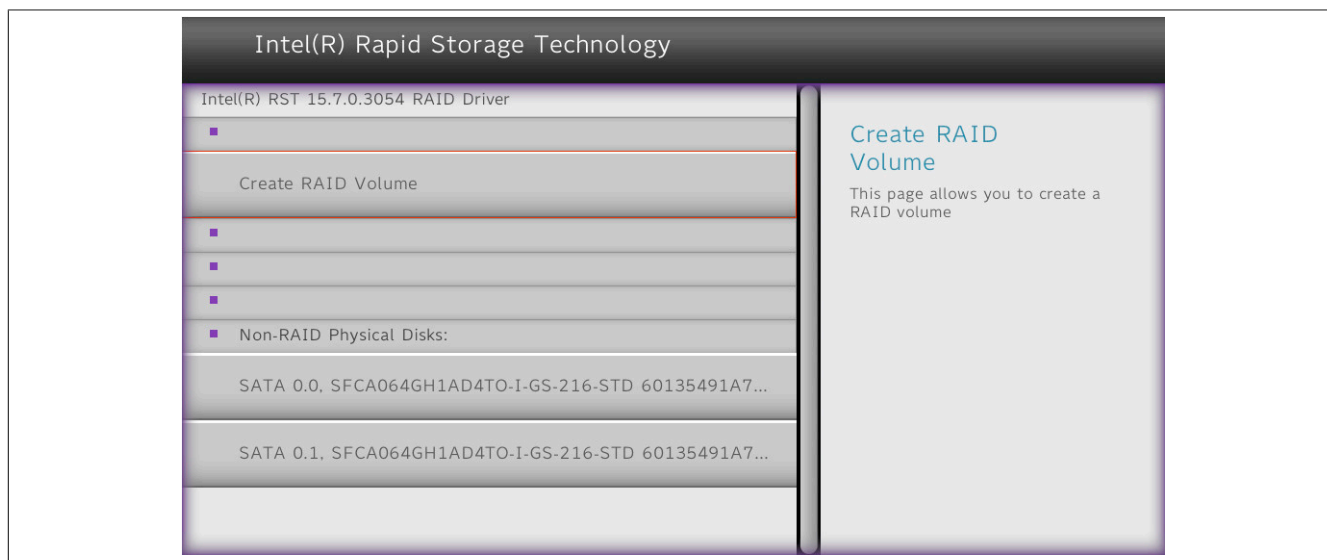 Intel(R) Rapid Storage Technology
Intel(R) RST 15.7.0.3054 RAID Driver
Create RAID Volume
Non-RAID Physical Disks:
SATA 0.0, SFCA064GH1AD4TO-I-GS-216-STD 60135491A7...
SATA 0.1, SFCA064GH1AD4TO-I-GS-216-STD 60135491A7...
Create RAID
Volume
This page allows you to create a
RAID volume